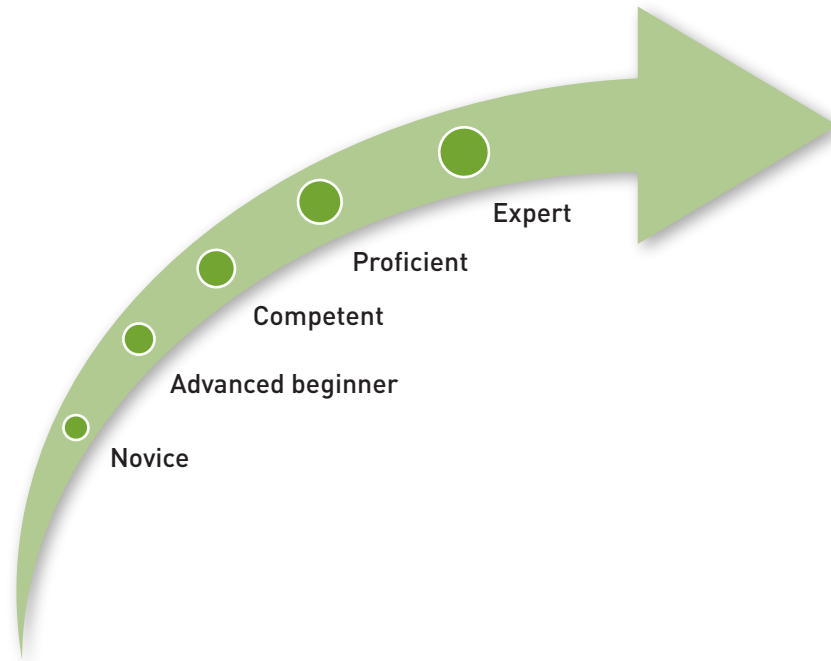 Expert
Proficient
Competent
Advanced beginner
Novice